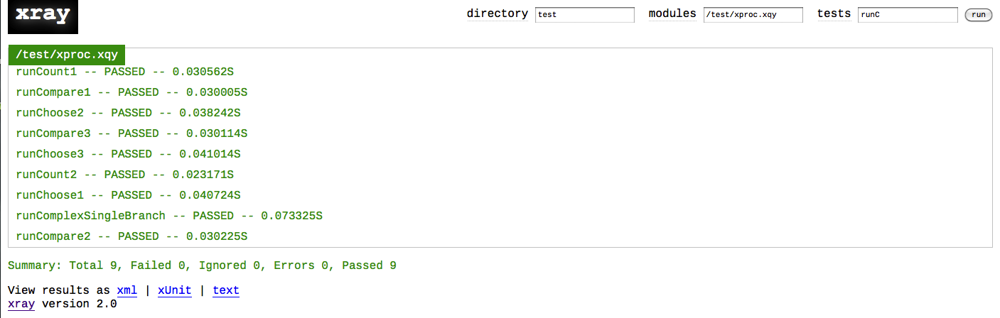 xray directory test modules /test/xproc.xqy tests runC run
/test/xproc.xqy
runCount1 -- PASSED -- 0.030562S
runCompare1 -- PASSED -- 0.030005S
runChoose2 -- PASSED -- 0.038242S
runCompare3 -- PASSED -- 0.030114S
runChoose3 -- PASSED -- 0.041014S
runCount2 -- PASSED -- 0.023171S
runChoose1 -- PASSED -- 0.040724S
runComplexSingleBranch -- PASSED -- 0.073325S
runCompare2 -- PASSED -- 0.030225S
Summary: Total 9, Failed 0, Ignored 0, Errors 0, Passed 9
View results as xml | xUnit | text
xray version 2.0